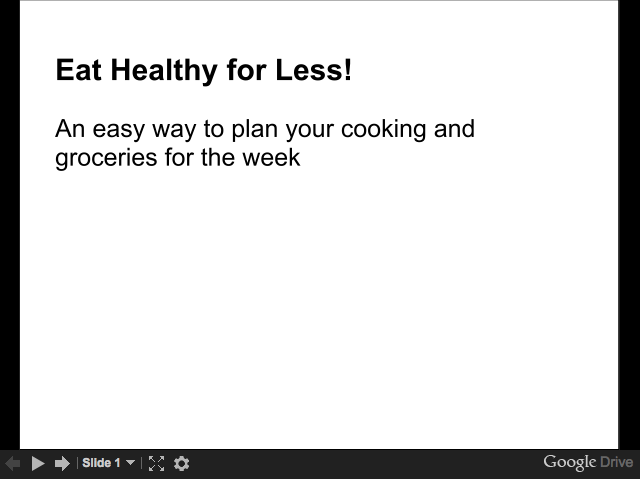 Eat Healthy for Less!
An easy way to plan your cooking and
groceries for the week
Slide 1
Google Drive